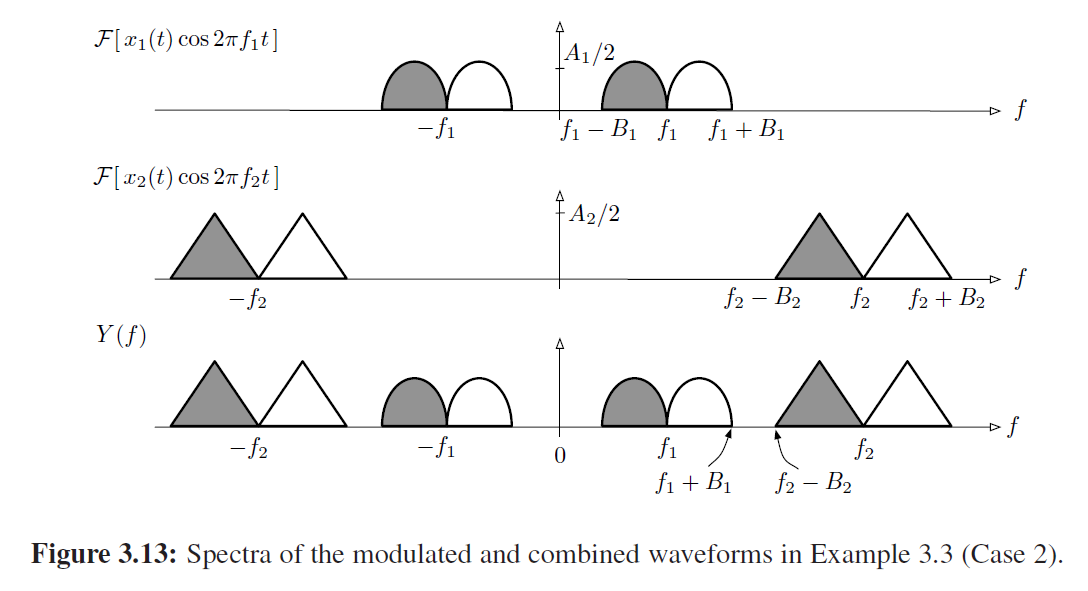 ℱ[x₁(t) cos 2πf₁t]
A₁/2
f
−f₁
f₁ − B₁
f₁
f₁ + B₁
ℱ[x₂(t) cos 2πf₂t]
A₂/2
f
−f₂
f₂ − B₂
f₂
f₂ + B₂
Y(f)
f
−f₂
−f₁
0
f₁
f₂
f₁ + B₁
f₂ − B₂
Figure 3.13: Spectra of the modulated and combined waveforms in Example 3.3 (Case 2).